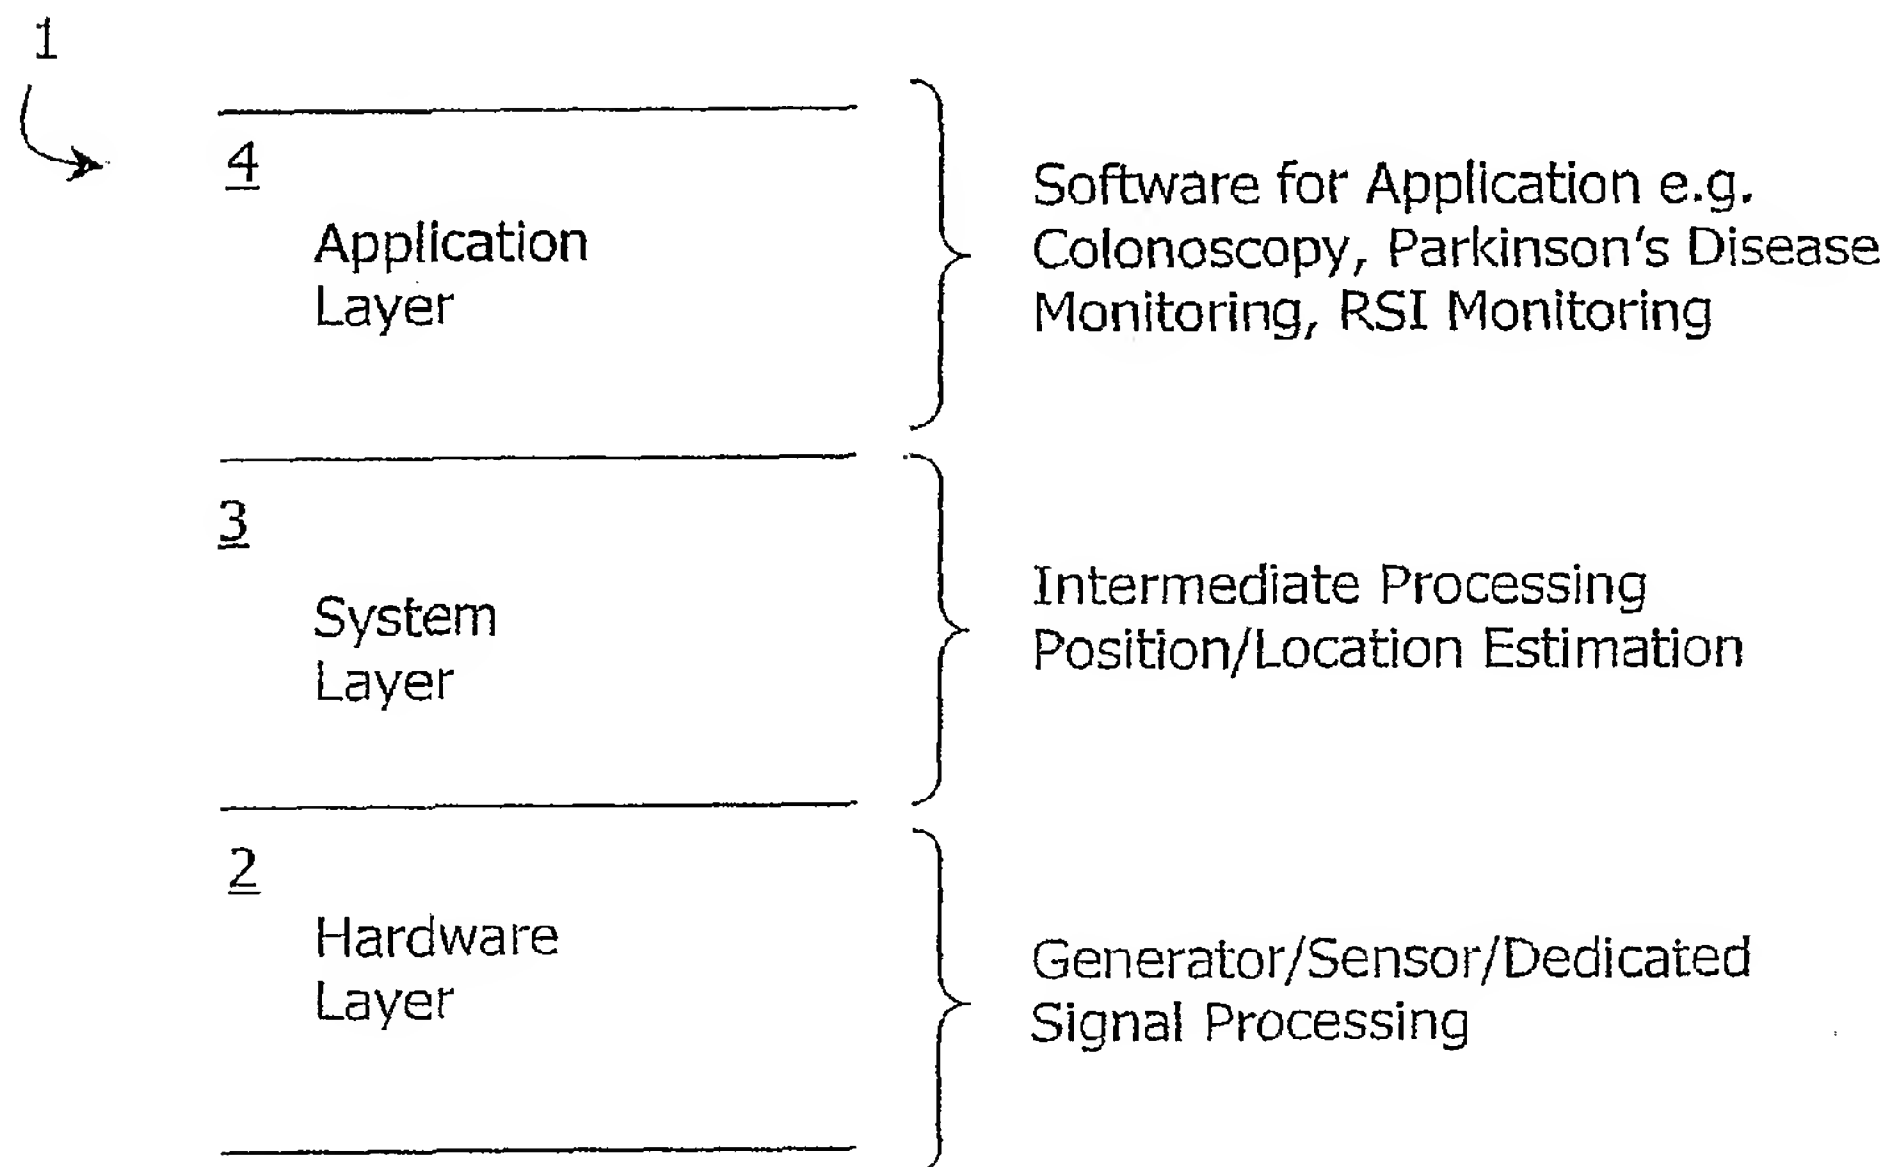 1
4
Application
Layer
Software for Application e.g.
Colonoscopy, Parkinson's Disease
Monitoring, RSI Monitoring
3
System
Layer
Intermediate Processing
Position/Location Estimation
2
Hardware
Layer
Generator/Sensor/Dedicated
Signal Processing